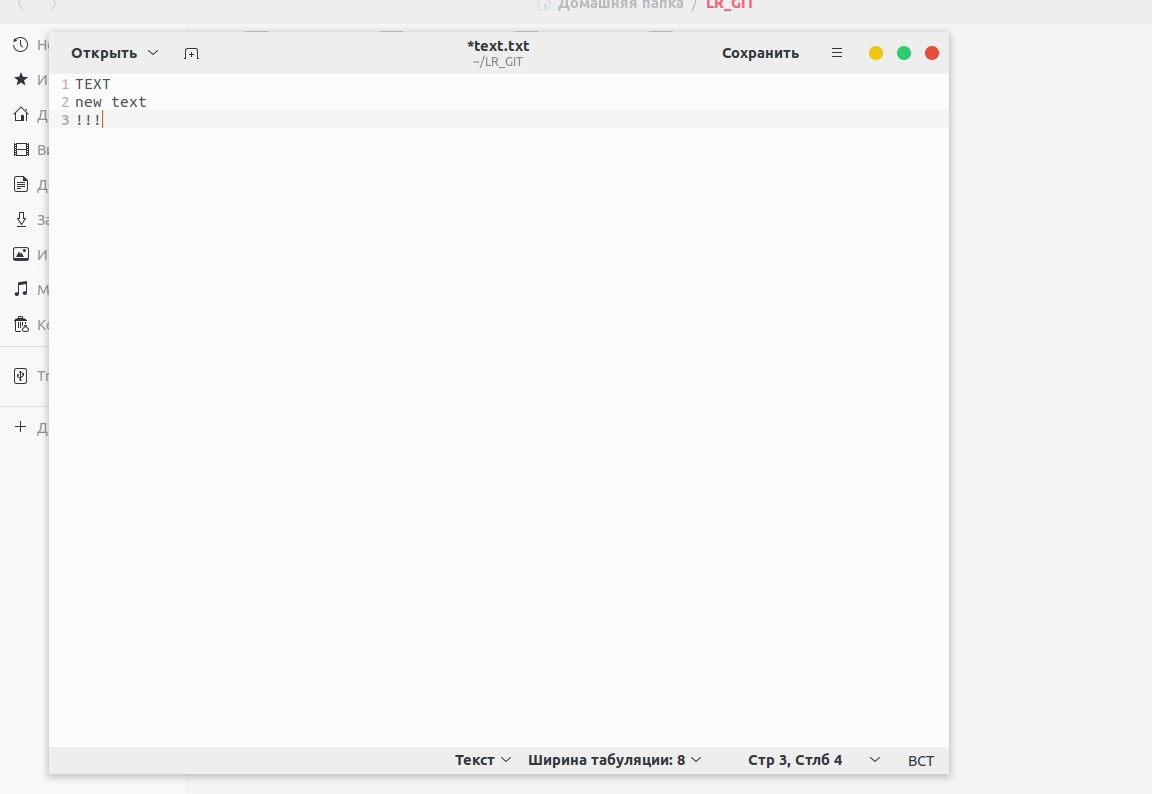 Домашняя папка / LR_GIT
Открыть
*text.txt
~/LR_GIT
Сохранить
1 TEXT
2 new text
3 !!!
Текст
Ширина табуляции: 8
Стр 3, Стлб 4
ВСТ